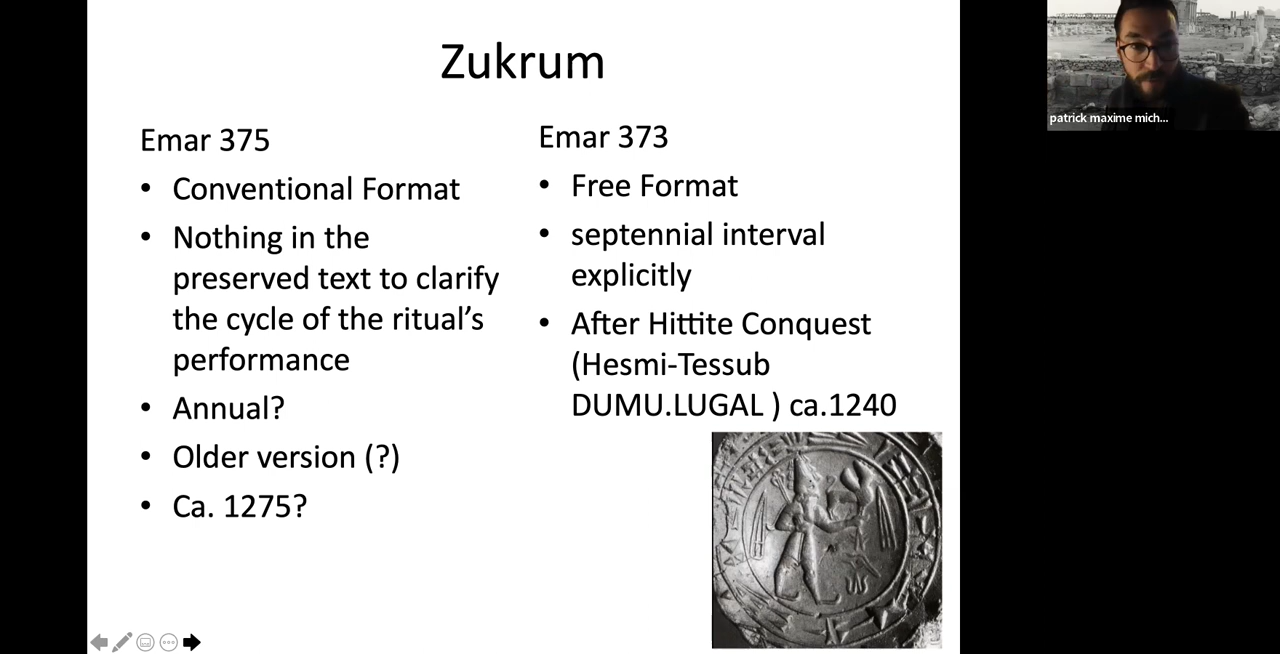 Zukrum
Emar 375
• Conventional Format
• Nothing in the
preserved text to clarify
the cycle of the ritual’s
performance
• Annual?
• Older version (?)
• Ca. 1275?
Emar 373
• Free Format
• septennial interval
explicitly
• After Hittite Conquest
(Hesmi-Tessub
DUMU.LUGAL ) ca.1240
patrick maxime mich...